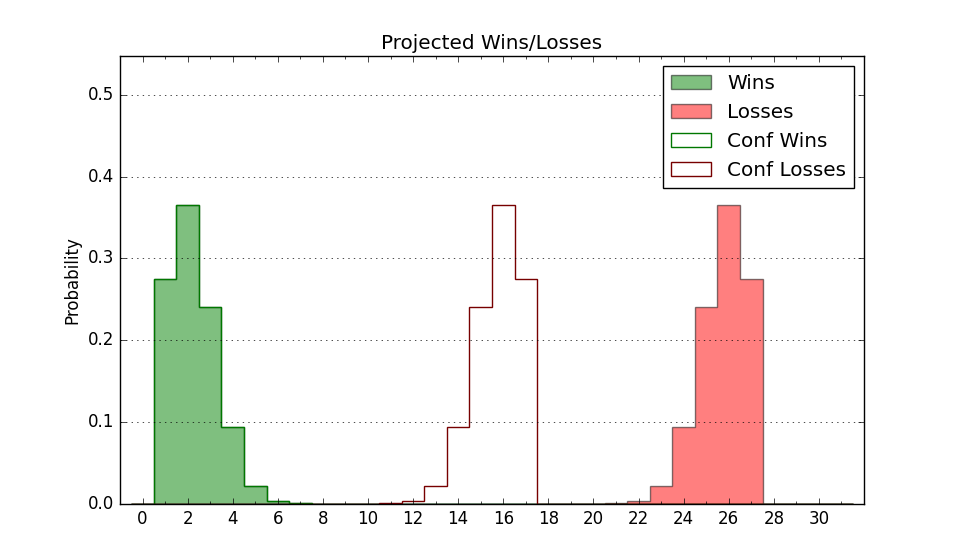 Projected Wins/Losses
Wins
Losses
Conf Wins
Conf Losses
Probability
0.5
0.4
0.3
0.2
0.1
0.0
0 2 4 6 8 10 12 14 16 18 20 22 24 26 28 30